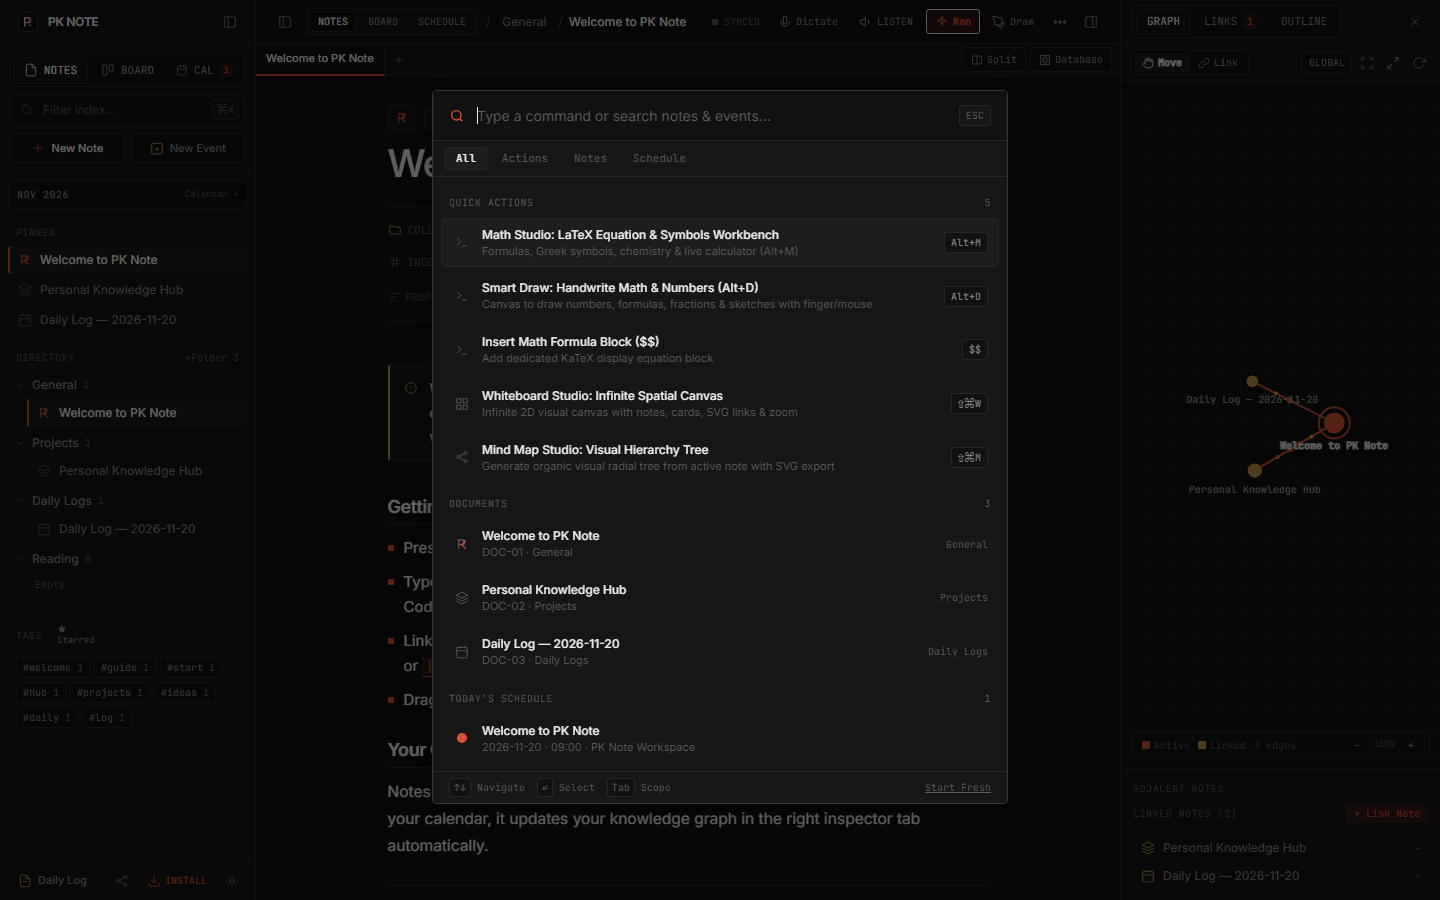 PK NOTE
NOTES BOARD SCHEDULE / General / Welcome to PK Note
SYNCED Dictate LISTEN Kon Draw
GRAPH LINKS 1 OUTLINE
NOTES BOARD CAL 1
Welcome to PK Note
Split Database
Move Link GLOBAL
Filter index... ⌘K
New Note New Event
NOV 2026 Calendar
PINNED
Welcome to PK Note
Personal Knowledge Hub
Daily Log — 2026-11-20
DIRECTORY +Folder 3
General 1
Welcome to PK Note
Projects 1
Personal Knowledge Hub
Daily Logs 1
Daily Log — 2026-11-20
Reading 0
Empty
TAGS Starred
#welcome 1 #guide 1 #start 1
#hub 1 #projects 1 #ideas 1
#daily 1 #log 1
Daily Log INSTALL
Type a command or search notes & events... ESC
All Actions Notes Schedule
QUICK ACTIONS 5
Math Studio: LaTeX Equation & Symbols Workbench
Formulas, Greek symbols, chemistry & live calculator (Alt+M) Alt+M
Smart Draw: Handwrite Math & Numbers (Alt+D)
Canvas to draw numbers, formulas, fractions & sketches with finger/mouse Alt+D
Insert Math Formula Block ($$)
Add dedicated KaTeX display equation block $$
Whiteboard Studio: Infinite Spatial Canvas
Infinite 2D visual canvas with notes, cards, SVG links & zoom ⇧⌘W
Mind Map Studio: Visual Hierarchy Tree
Generate organic visual radial tree from active note with SVG export ⇧⌘M
DOCUMENTS 3
Welcome to PK Note
DOC-01 · General General
Personal Knowledge Hub
DOC-02 · Projects Projects
Daily Log — 2026-11-20
DOC-03 · Daily Logs Daily Logs
TODAY'S SCHEDULE 1
Welcome to PK Note
2026-11-20 · 09:00 · PK Note Workspace
↑↓ Navigate ↵ Select Tab Scope Start Fresh
We
COLL
INDE
PROP
Gettin
Pres
Type
Cod
Link
or
Drag
Your
Notes
your calendar, it updates your knowledge graph in the right inspector tab
automatically.
Daily Log — 2026-11-20
Welcome to PK Note
Personal Knowledge Hub
Active Linked 3 edges - 100% +
ADJACENT NOTES
LINKED NOTES (2) + Link Note
Personal Knowledge Hub →
Daily Log — 2026-11-20 →